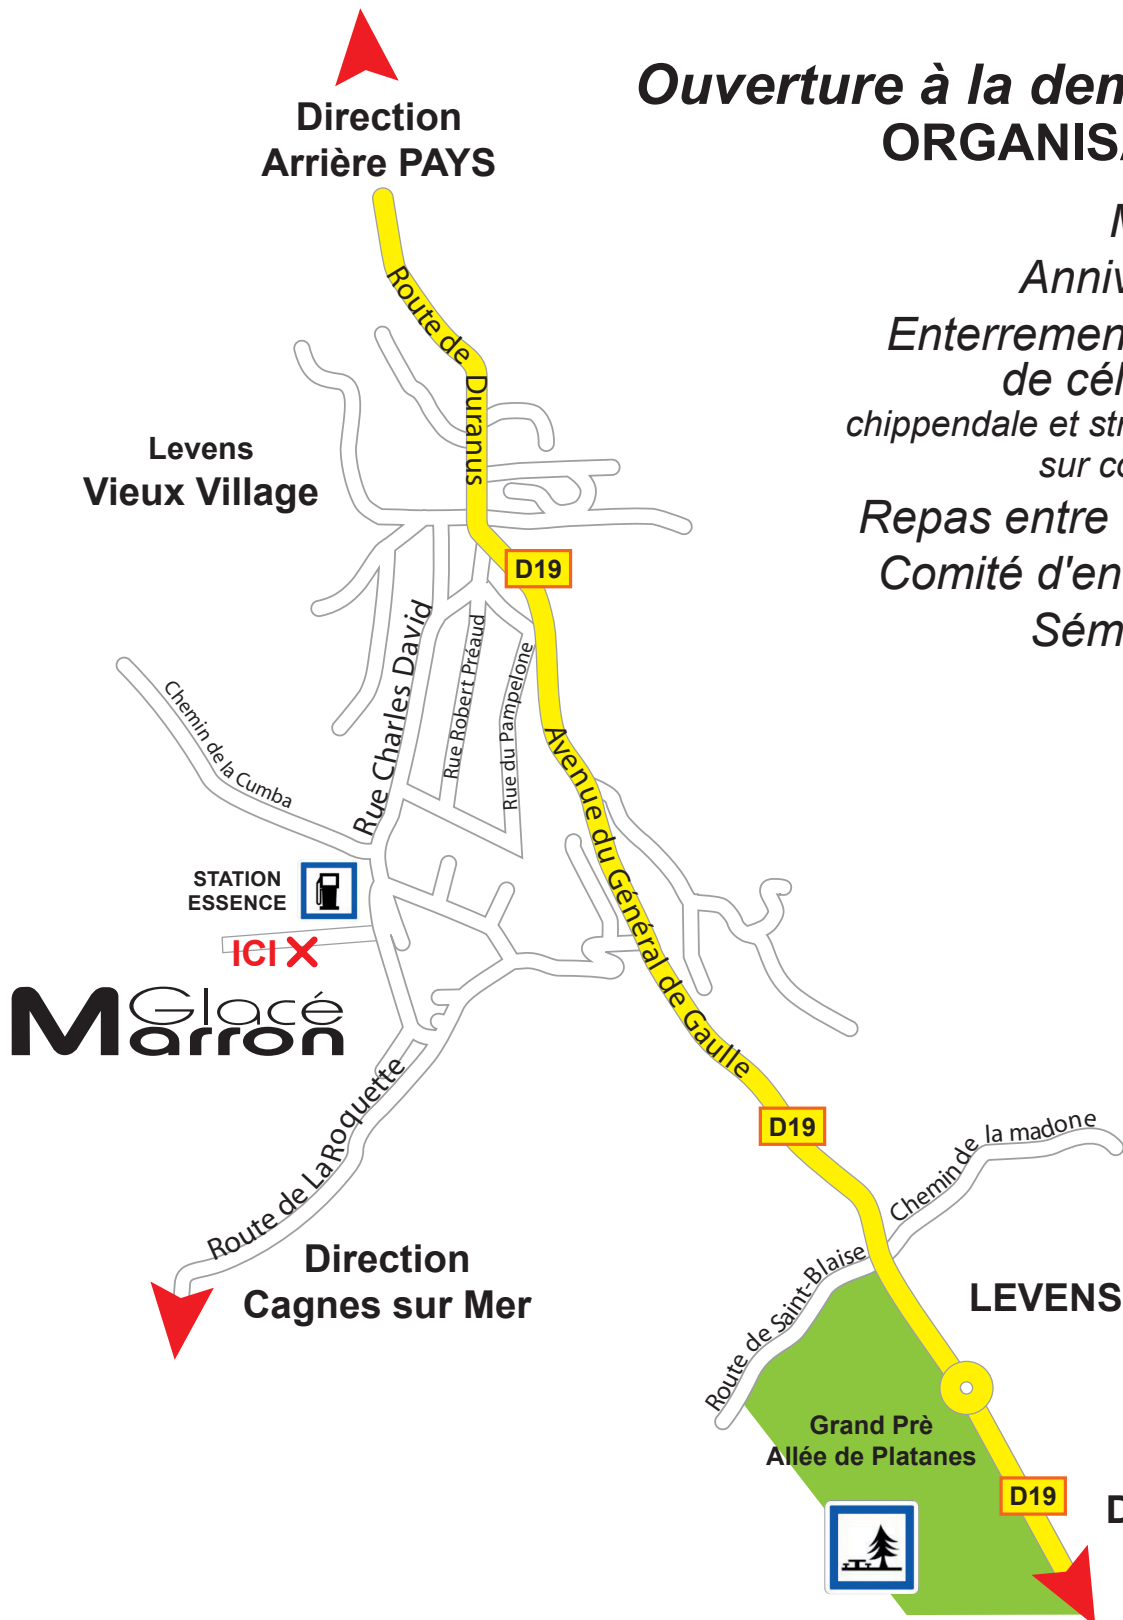 Direction
Arrière PAYS
Ouverture à la
ORGANISA
Anniv
Enterremen
de cél
chippendale et
sur
Repas entre
Comité d'en
Sém
Route de Duranus
Levens
Vieux Village
D19
Rue Charles David
Rue Robert Préaud
Rue du Pampelone
Chemin de la Cumba
Avenue du Général de Gaulle
STATION
ESSENCE
ICI
Marron Glacé
Route de La Roquette
Direction
Cagnes sur Mer
D19
Chemin de la madone
Route de Saint-Blaise
LEVENS
Grand Prè
Allée de Platanes
D19
D